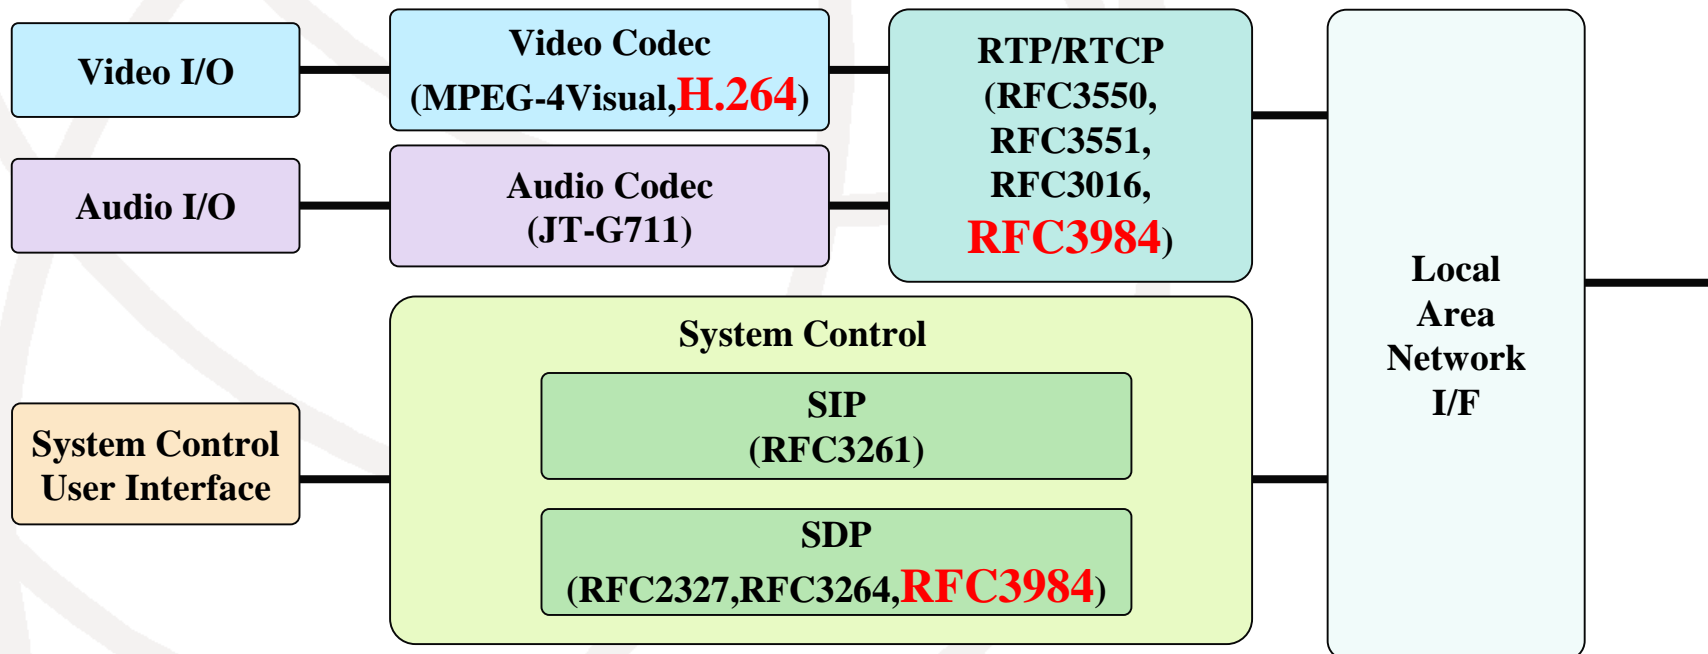 Video I/O
Video Codec
(MPEG-4Visual,H.264)
RTP/RTCP
(RFC3550,
RFC3551,
RFC3016,
RFC3984)
Audio I/O
Audio Codec
(JT-G711)
System Control
User Interface
System Control
SIP
(RFC3261)
SDP
(RFC2327,RFC3264,RFC3984)
Local
Area
Network
I/F